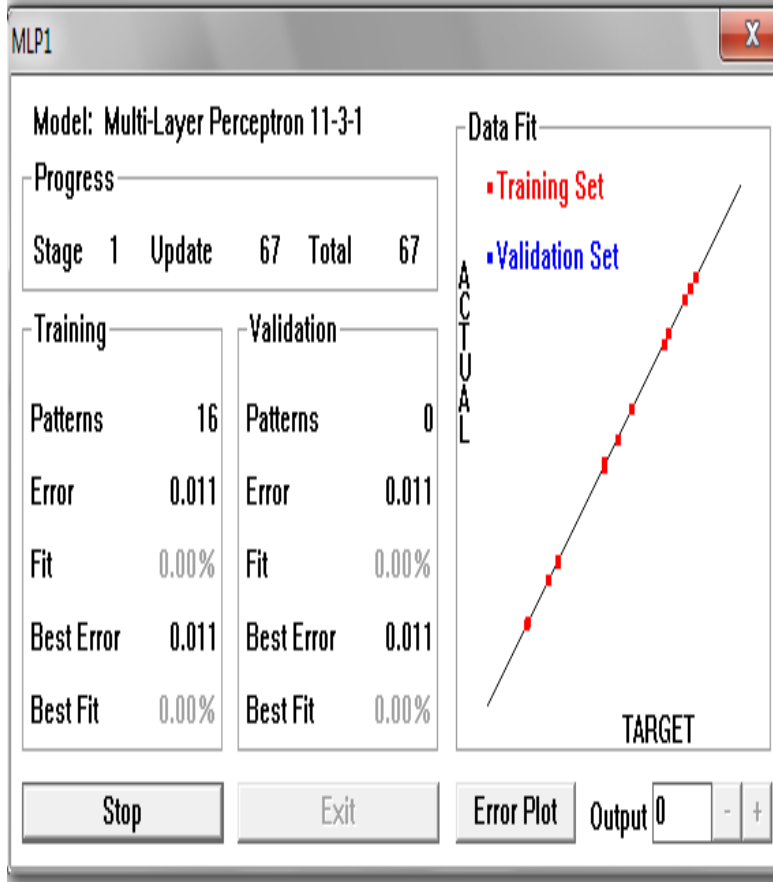 MLP1
X
Model: Multi-Layer Perceptron 11-3-1
Progress
Stage 1 Update 67 Total 67
Training
Patterns 16
Error 0.011
Fit 0.00%
Best Error 0.011
Best Fit 0.00%
Validation
Patterns 0
Error 0.011
Fit 0.00%
Best Error 0.011
Best Fit 0.00%
Data Fit
Training Set
Validation Set
ACTUAL
TARGET
Stop
Exit
Error Plot
Output 0 - +